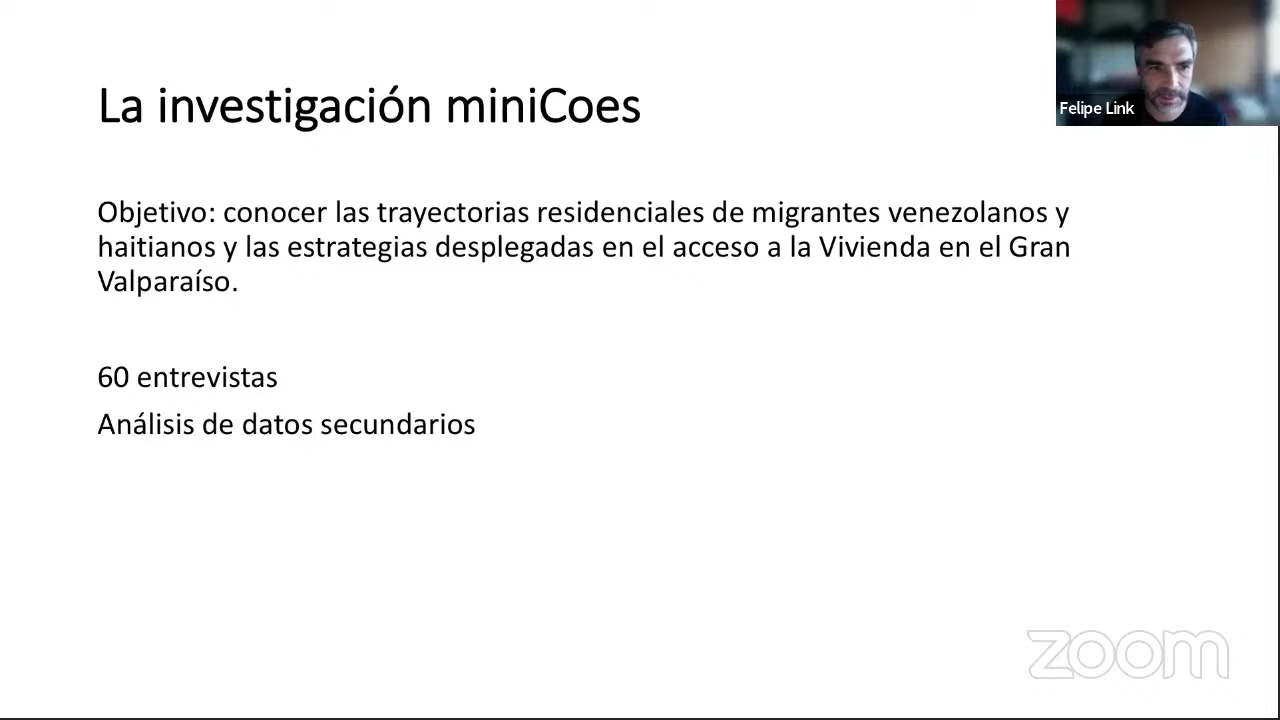 La investigación miniCoes
Felipe Link
Objetivo: conocer las trayectorias residenciales de migrantes venezolanos y
haitianos y las estrategias desplegadas en el acceso a la Vivienda en el Gran
Valparaíso.
60 entrevistas
Análisis de datos secundarios
zoom